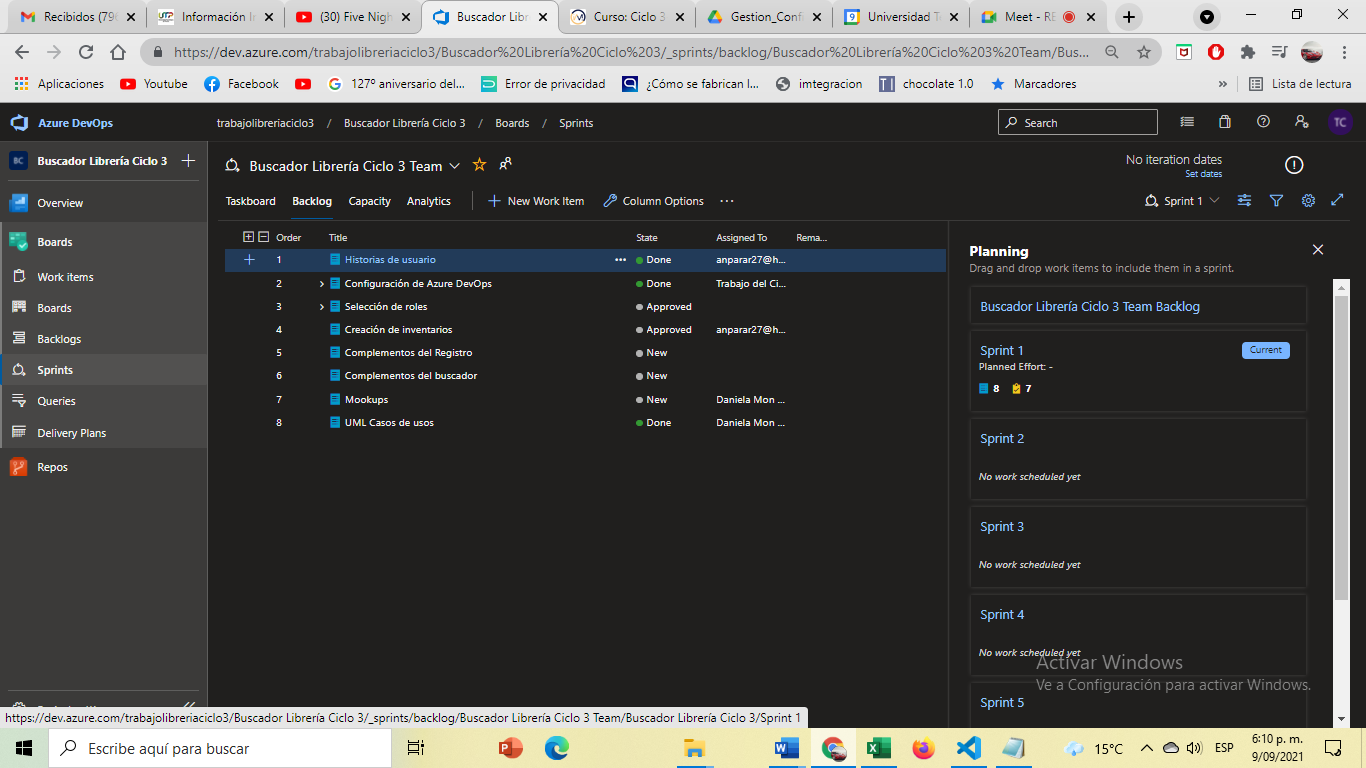 Recibidos (796
Información In
(30) Five Nigh
Buscador Libr
Curso: Ciclo 3
Gestion_Conf
Universidad T
Meet - RE
https://dev.azure.com/trabajolibreriaciclo3/Buscador%20Librería%20Ciclo%203/_sprints/backlog/Buscador%20Librería%20Ciclo%203%20Team/Bus...
Aplicaciones
Youtube
Facebook
127º aniversario del...
Error de privacidad
¿Cómo se fabrican l...
imtegracion
chocolate 1.0
Marcadores
»
Lista de lectura
Azure DevOps
trabajolibreriaciclo3 / Buscador Librería Ciclo 3 / Boards / Sprints
Search
TC
BC Buscador Librería Ciclo 3
Buscador Librería Ciclo 3 Team
No iteration dates
Set dates
Overview
Boards
Work items
Boards
Backlogs
Sprints
Queries
Delivery Plans
Repos
Taskboard Backlog Capacity Analytics New Work Item Column Options
Sprint 1
Order Title State Assigned To Rema...
1 Historias de usuario ••• Done anparar27@h...
2 Configuración de Azure DevOps Done Trabajo del Ci...
3 Selección de roles Approved
4 Creación de inventarios Approved anparar27@h...
5 Complementos del Registro New
6 Complementos del buscador New
7 Mookups New Daniela Mon ...
8 UML Casos de usos Done Daniela Mon ...
Planning
Drag and drop work items to include them in a sprint.
Buscador Librería Ciclo 3 Team Backlog
Sprint 1 Current
Planned Effort: -
8 7
Sprint 2
No work scheduled yet
Sprint 3
No work scheduled yet
Sprint 4
No work scheduled yet
Sprint 5
Activar Windows
Ve a Configuración para activar Windows.
https://dev.azure.com/trabajolibreriaciclo3/Buscador Librería Ciclo 3/_sprints/backlog/Buscador Librería Ciclo 3 Team/Buscador Librería Ciclo 3/Sprint 1
Escribe aquí para buscar
15°C
ESP
6:10 p. m.
9/09/2021